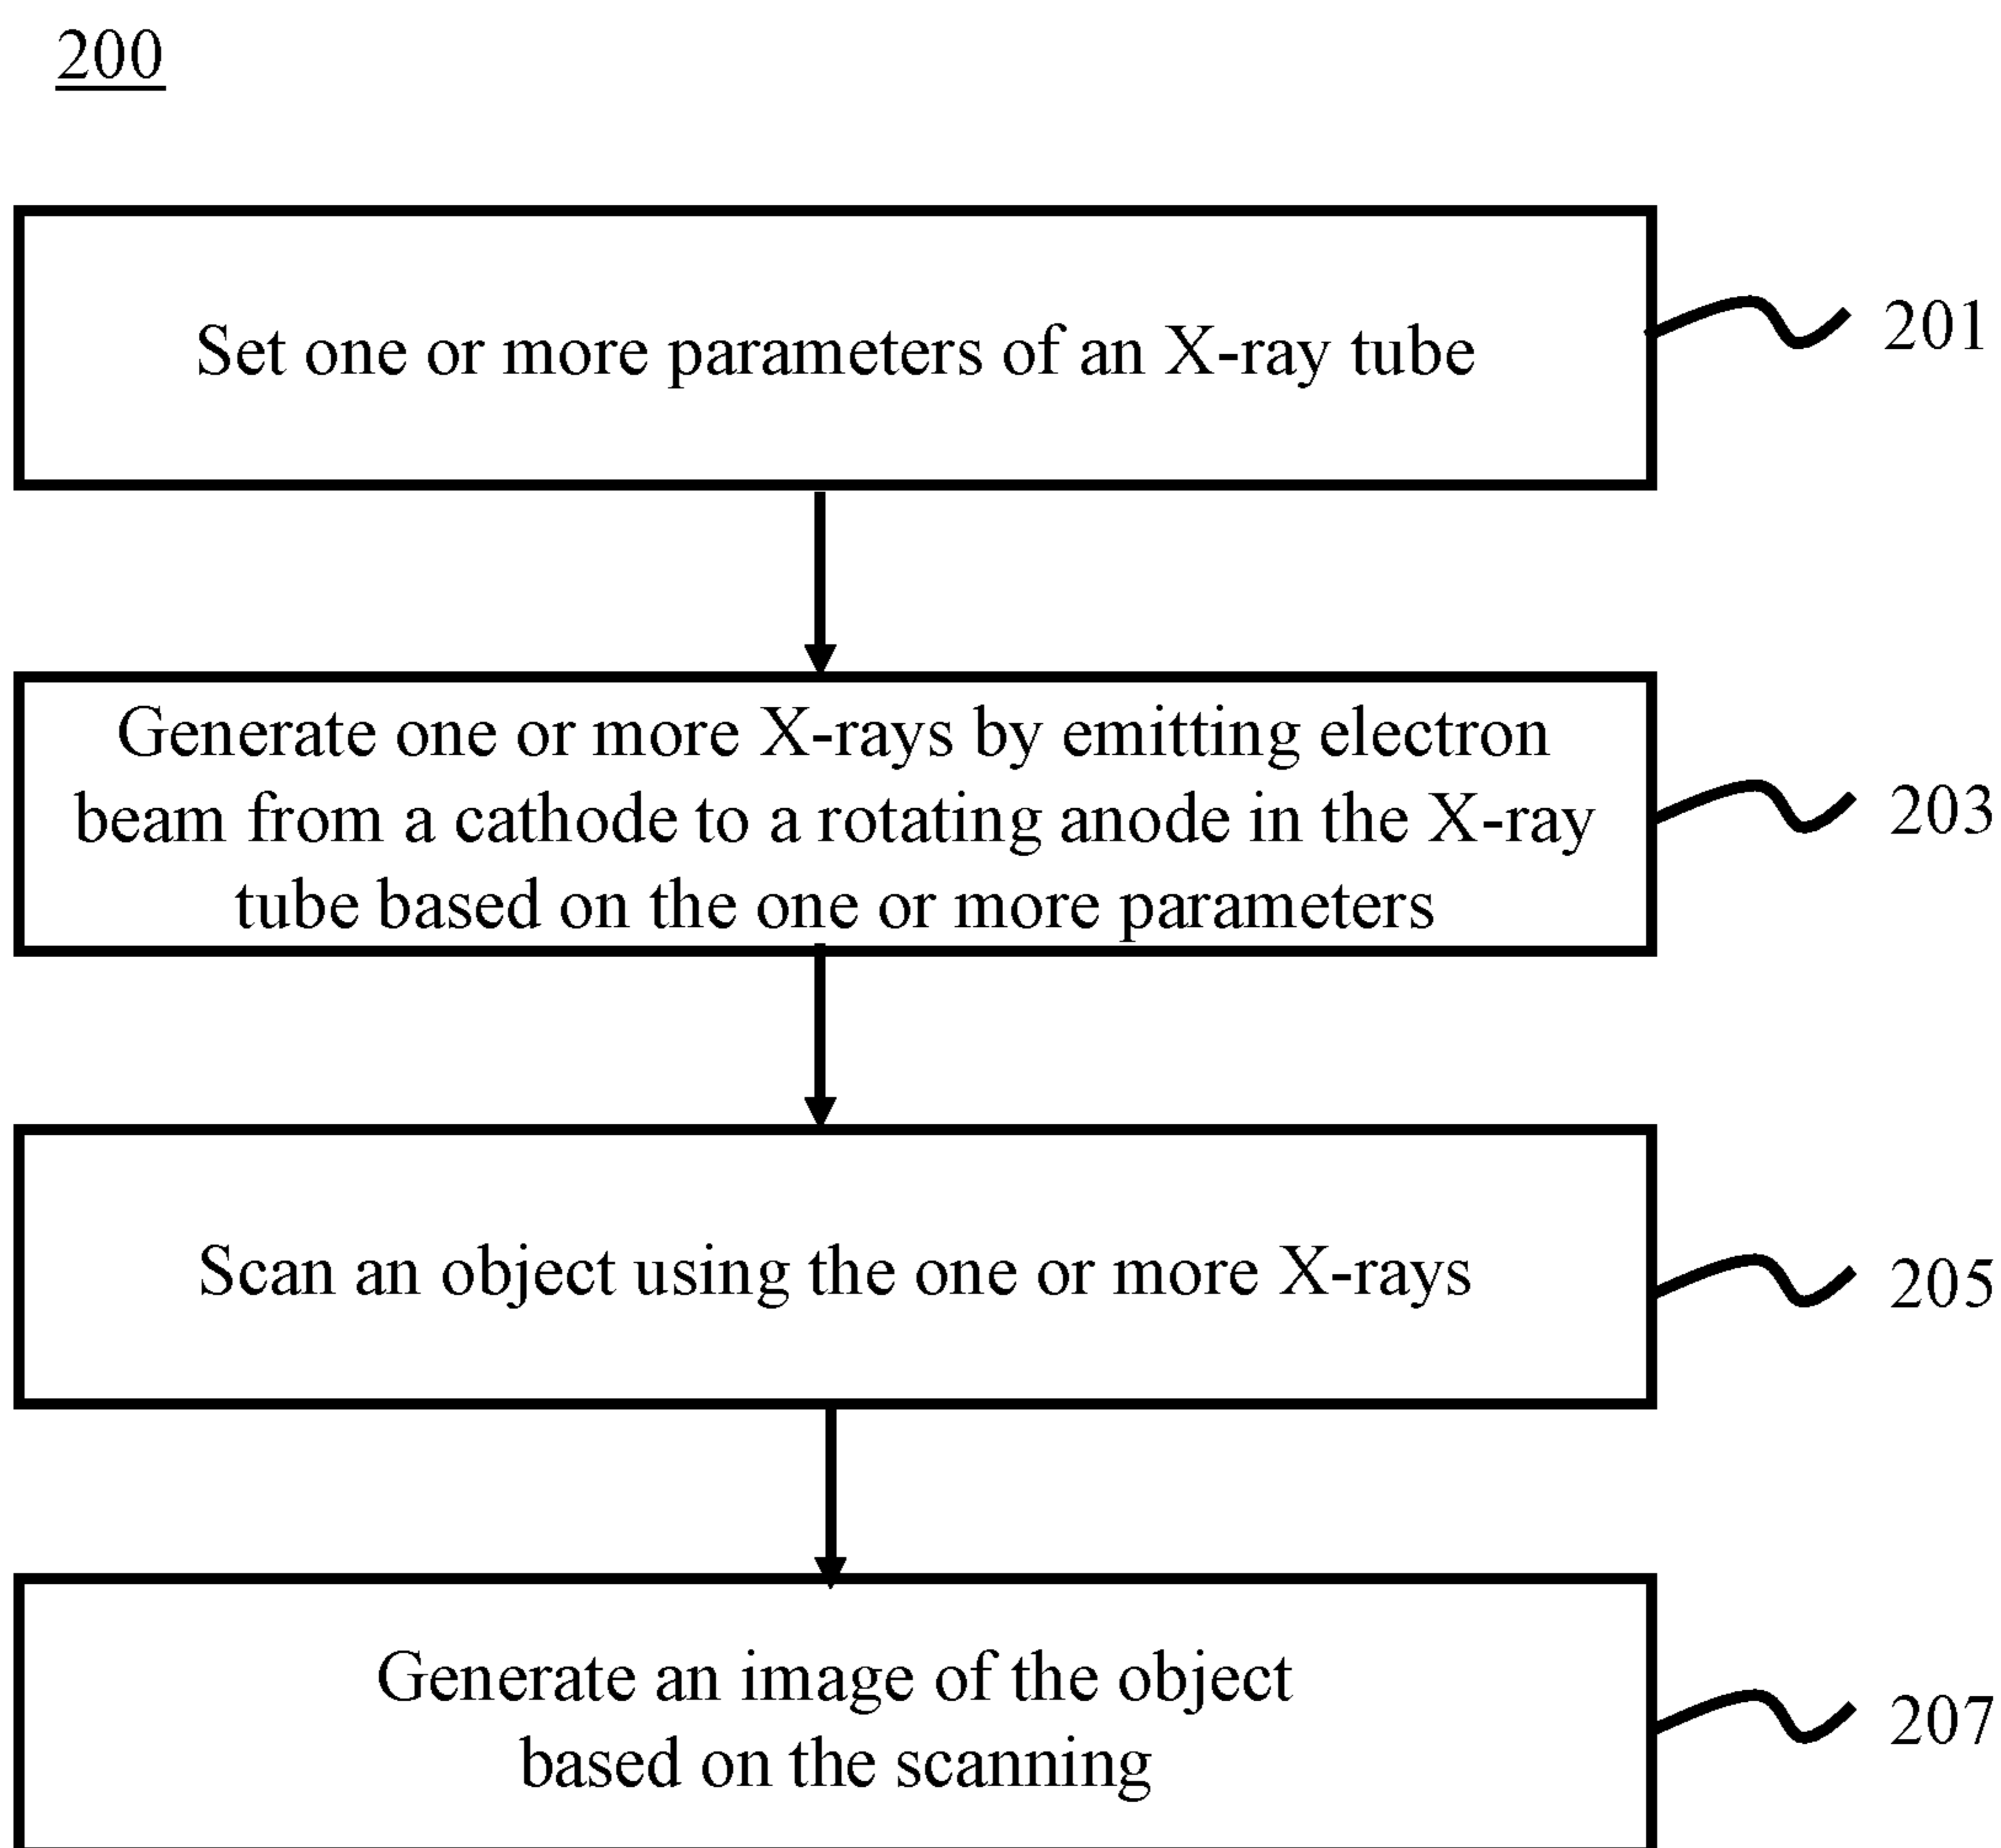 200
Set one or more parameters of an X-ray tube
201
Generate one or more X-rays by emitting electron
beam from a cathode to a rotating anode in the X-ray
tube based on the one or more parameters
203
Scan an object using the one or more X-rays
205
Generate an image of the object
based on the scanning
207